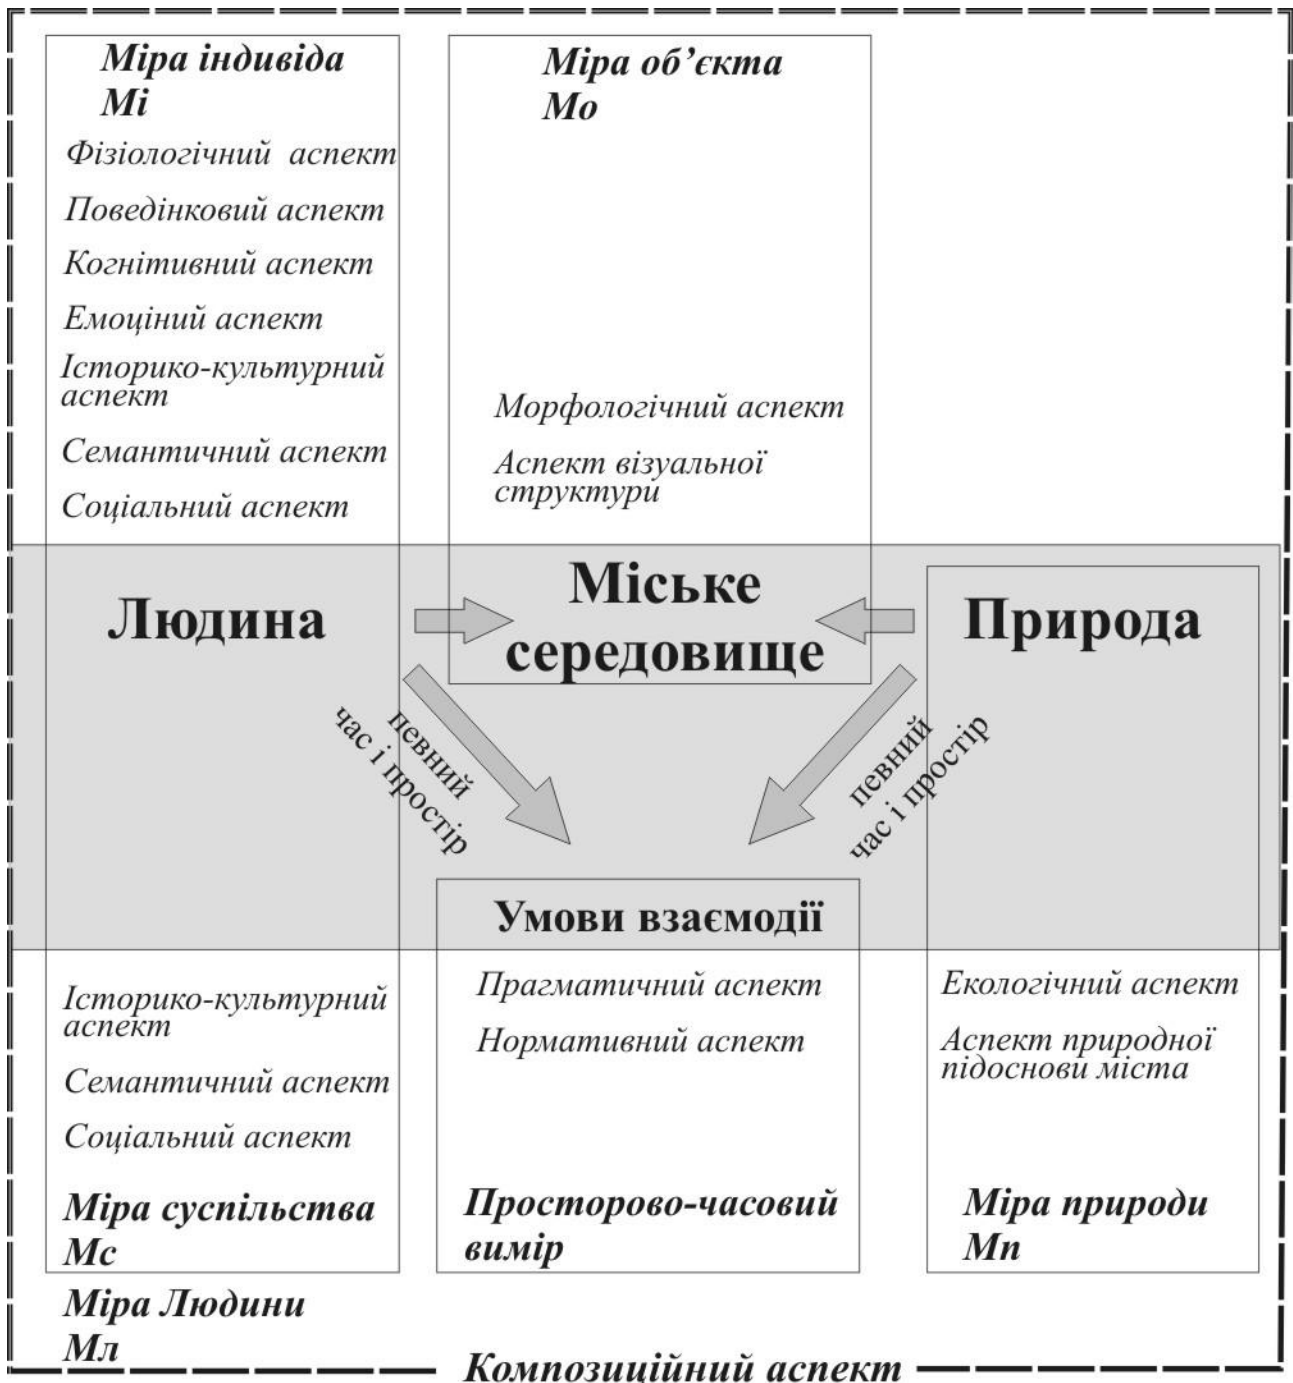 Міра індивіда
Мі
Фізіологічний аспект
Поведінковий аспект
Когнітивний аспект
Емоціний аспект
Історико-культурний
аспект
Семантичний аспект
Соціальний аспект
Міра об’єкта
Мо
Морфологічний аспект
Аспект візуальної
структури
Людина
Міське
середовище
Природа
певний
час і простір
певний
час і простір
Умови взаємодії
Історико-культурний
аспект
Семантичний аспект
Соціальний аспект
Міра суспільства
Мс
Міра Людини
Мл
Прагматичний аспект
Нормативний аспект
Просторово-часовий
вимір
Екологічний аспект
Аспект природної
підоснови міста
Міра природи
Мп
Композиційний аспект